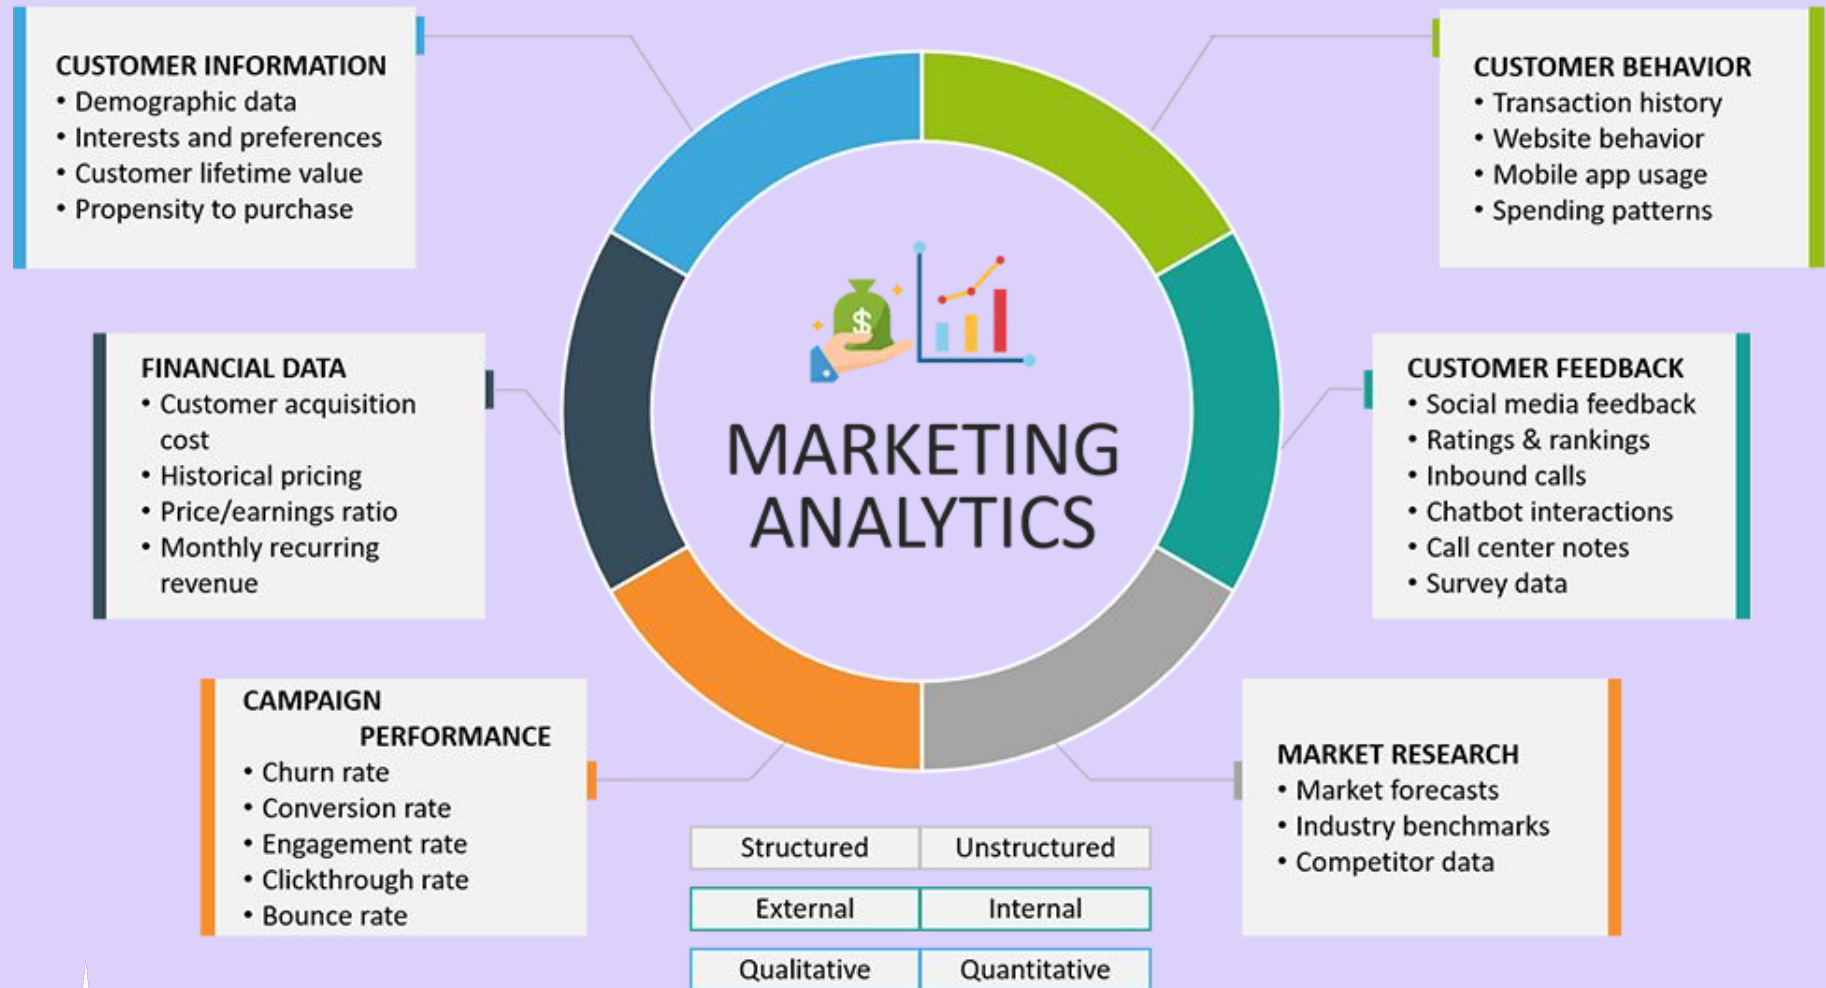 CUSTOMER INFORMATION
• Demographic data
• Interests and preferences
• Customer lifetime value
• Propensity to purchase
CUSTOMER BEHAVIOR
• Transaction history
• Website behavior
• Mobile app usage
• Spending patterns
FINANCIAL DATA
• Customer acquisition
cost
• Historical pricing
• Price/earnings ratio
• Monthly recurring
revenue
$
MARKETING
ANALYTICS
CUSTOMER FEEDBACK
• Social media feedback
• Ratings & rankings
• Inbound calls
• Chatbot interactions
• Call center notes
• Survey data
CAMPAIGN
PERFORMANCE
• Churn rate
• Conversion rate
• Engagement rate
• Clickthrough rate
• Bounce rate
MARKET RESEARCH
• Market forecasts
• Industry benchmarks
• Competitor data
Structured Unstructured
External Internal
Qualitative Quantitative